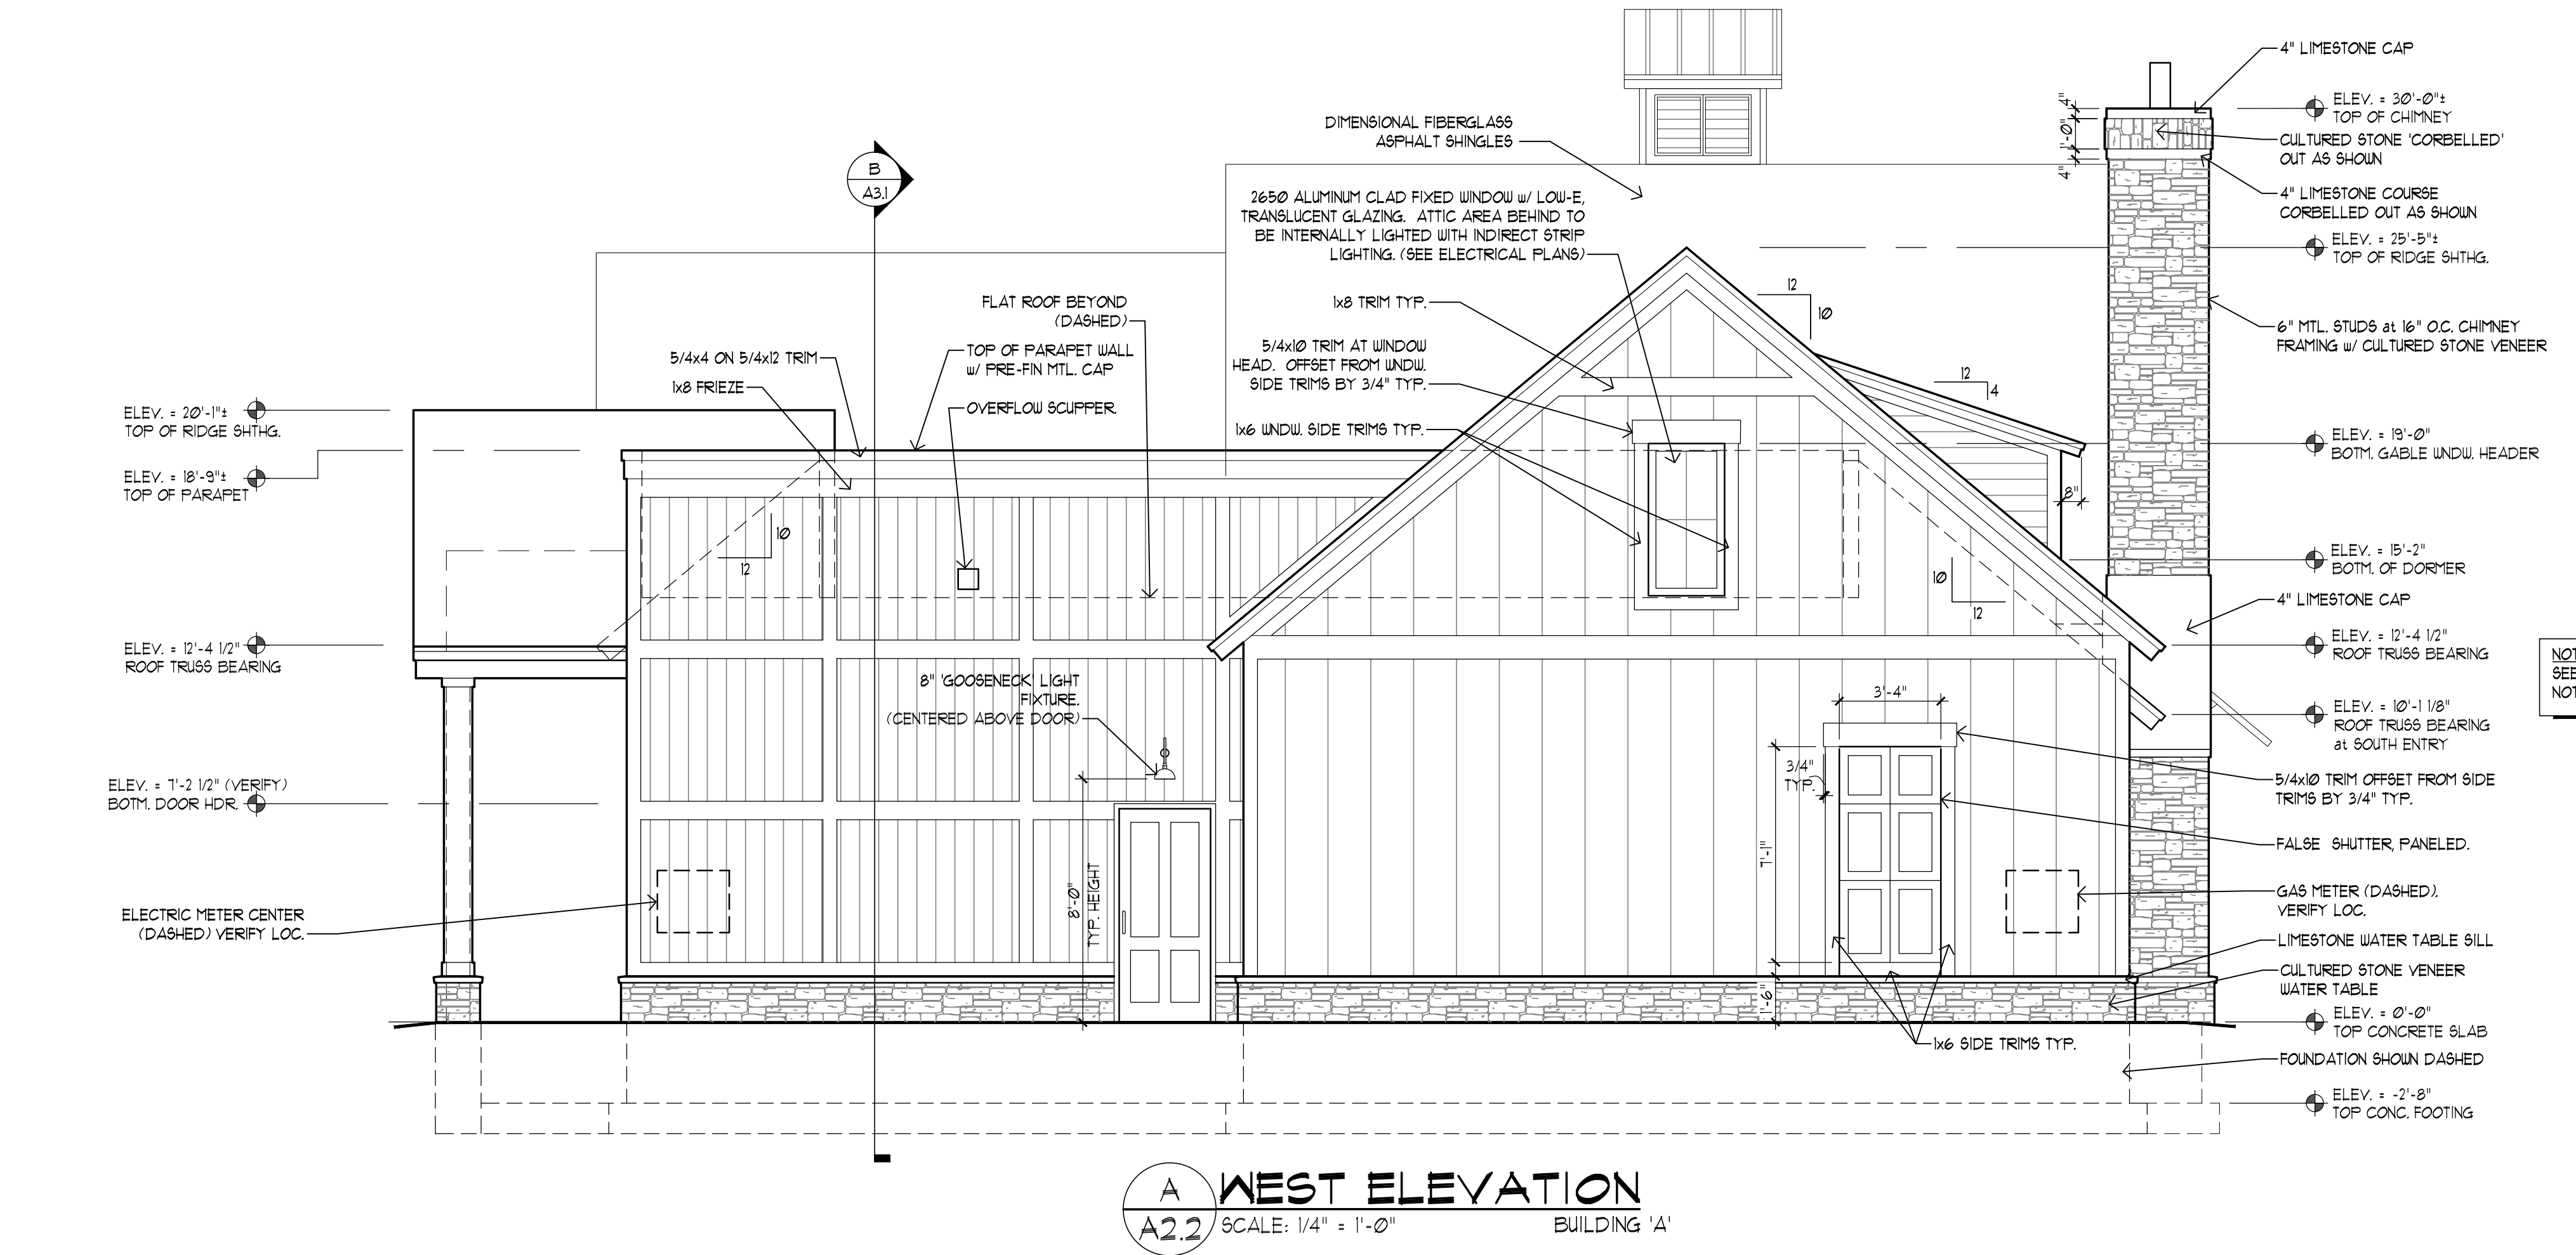 4" LIMESTONE CAP
ELEV. = 30'-0"±
TOP OF CHIMNEY
CULTURED STONE 'CORBELLED'
OUT AS SHOWN
4" LIMESTONE COURSE
CORBELLED OUT AS SHOWN
ELEV. = 25'-5"±
TOP OF RIDGE SHTHG.
6" MTL. STUDS at 16" O.C. CHIMNEY
FRAMING w/ CULTURED STONE VENEER
ELEV. = 19'-0"
BOTM. GABLE WNDW. HEADER
ELEV. = 15'-2"
BOTM. OF DORMER
4" LIMESTONE CAP
ELEV. = 12'-4 1/2"
ROOF TRUSS BEARING
ELEV. = 10'-1 1/8"
ROOF TRUSS BEARING
at SOUTH ENTRY
5/4x10 TRIM OFFSET FROM SIDE
TRIMS BY 3/4" TYP.
FALSE SHUTTER, PANELED.
GAS METER (DASHED).
VERIFY LOC.
LIMESTONE WATER TABLE SILL
CULTURED STONE VENEER
WATER TABLE
ELEV. = 0'-0"
TOP CONCRETE SLAB
FOUNDATION SHOWN DASHED
ELEV. = -2'-8"
TOP CONC. FOOTING
4"
1'-0"
4"
DIMENSIONAL FIBERGLASS
ASPHALT SHINGLES
2650 ALUMINUM CLAD FIXED WINDOW w/ LOW-E,
TRANSLUCENT GLAZING. ATTIC AREA BEHIND TO
BE INTERNALLY LIGHTED WITH INDIRECT STRIP
LIGHTING. (SEE ELECTRICAL PLANS)
1x8 TRIM TYP.
5/4x10 TRIM AT WINDOW
HEAD. OFFSET FROM WNDW.
SIDE TRIMS BY 3/4" TYP.
1x6 WNDW. SIDE TRIMS TYP.
12
10
12
4
8"
10
12
B
A3.1
FLAT ROOF BEYOND
(DASHED)
TOP OF PARAPET WALL
w/ PRE-FIN MTL. CAP
OVERFLOW SCUPPER.
5/4x4 ON 5/4x12 TRIM
1x8 FRIEZE
10
12
ELEV. = 20'-1"±
TOP OF RIDGE SHTHG.
ELEV. = 18'-9"±
TOP OF PARAPET
ELEV. = 12'-4 1/2"
ROOF TRUSS BEARING
ELEV. = 7'-2 1/2" (VERIFY)
BOTM. DOOR HDR.
ELECTRIC METER CENTER
(DASHED) VERIFY LOC.
8" 'GOOSENECK' LIGHT
FIXTURE.
(CENTERED ABOVE DOOR)
8'-0"
TYP. HEIGHT
3'-4"
3/4"
TYP.
7'-1"
1'-6"
1x6 SIDE TRIMS TYP.
A
A2.2
WEST ELEVATION
SCALE: 1/4" = 1'-0"
BUILDING 'A'